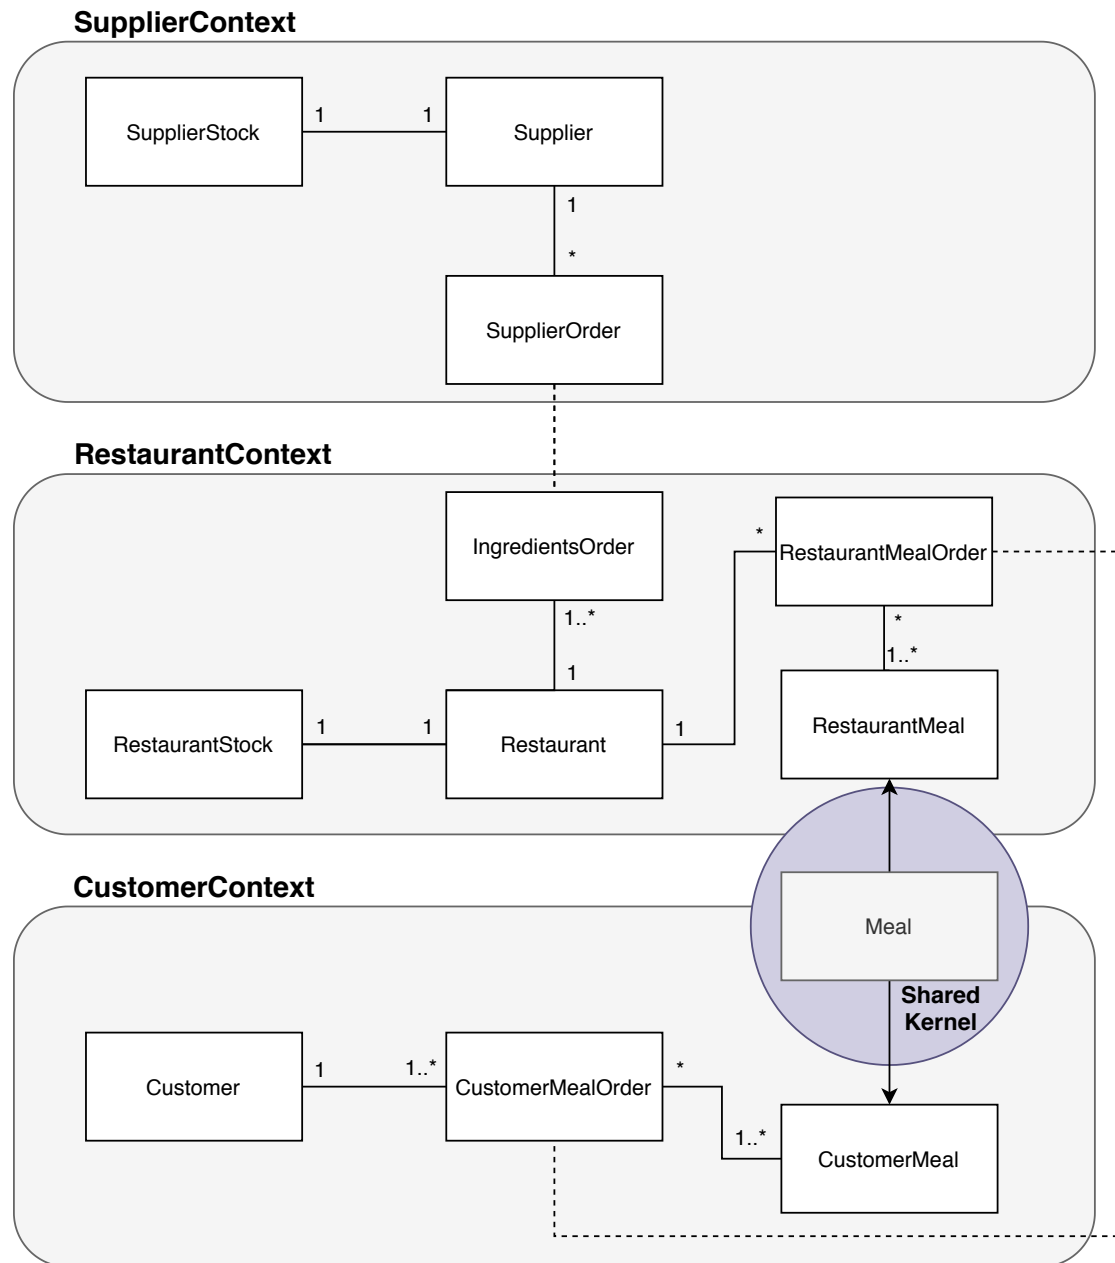 SupplierContext
SupplierStock
1
1
Supplier
1
*
SupplierOrder
RestaurantContext
IngredientsOrder
*
RestaurantMealOrder
1..*
*
1..*
1
RestaurantStock
1
1
Restaurant
1
RestaurantMeal
CustomerContext
Meal
Shared
Kernel
Customer
1
1..*
CustomerMealOrder
*
1..*
CustomerMeal